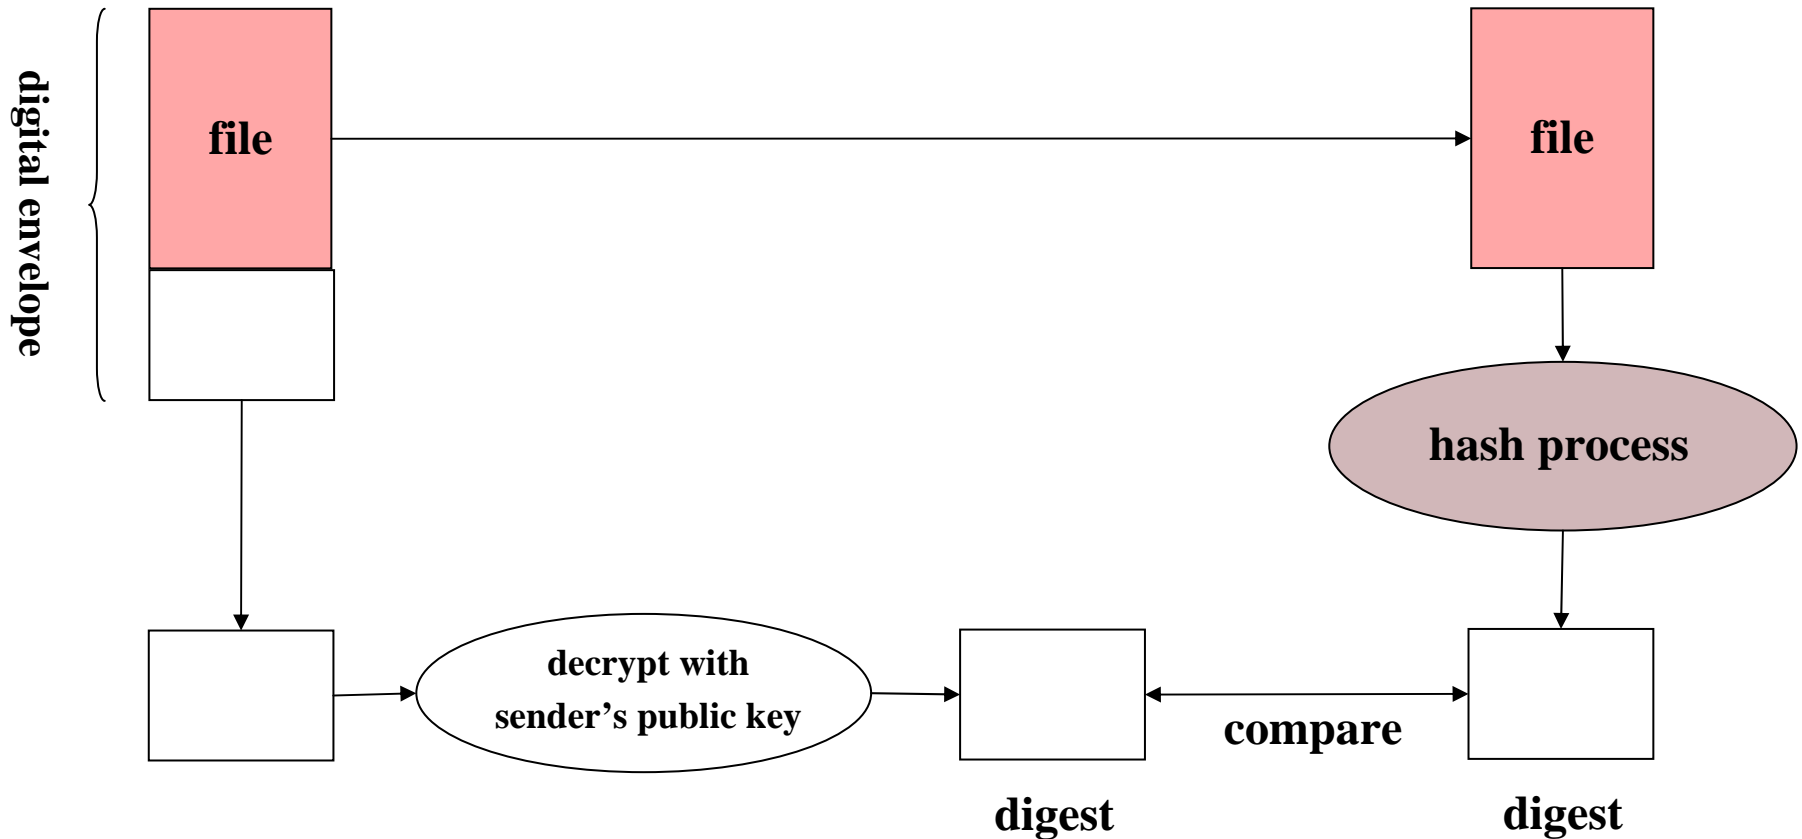 digital envelope
file
file
hash process
decrypt with
sender’s public key
compare
digest
digest